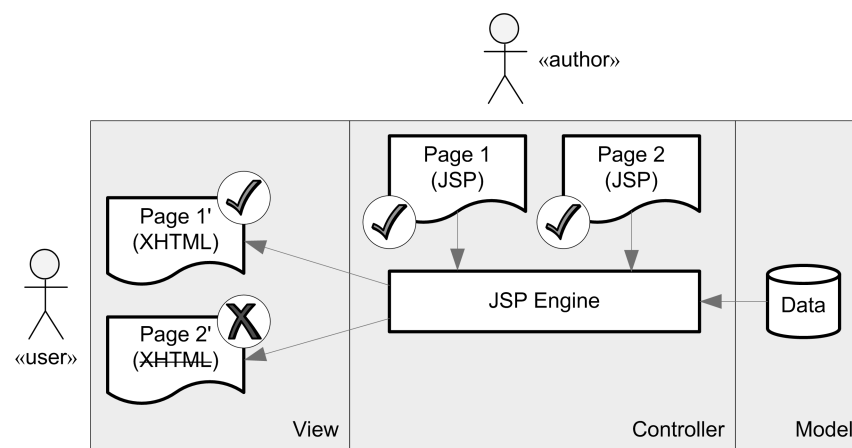 «author»
Page 1
(JSP)
Page 2
(JSP)
Page 1'
(XHTML)
JSP Engine
Data
Page 2'
(XHTML)
«user»
View
Controller
Model